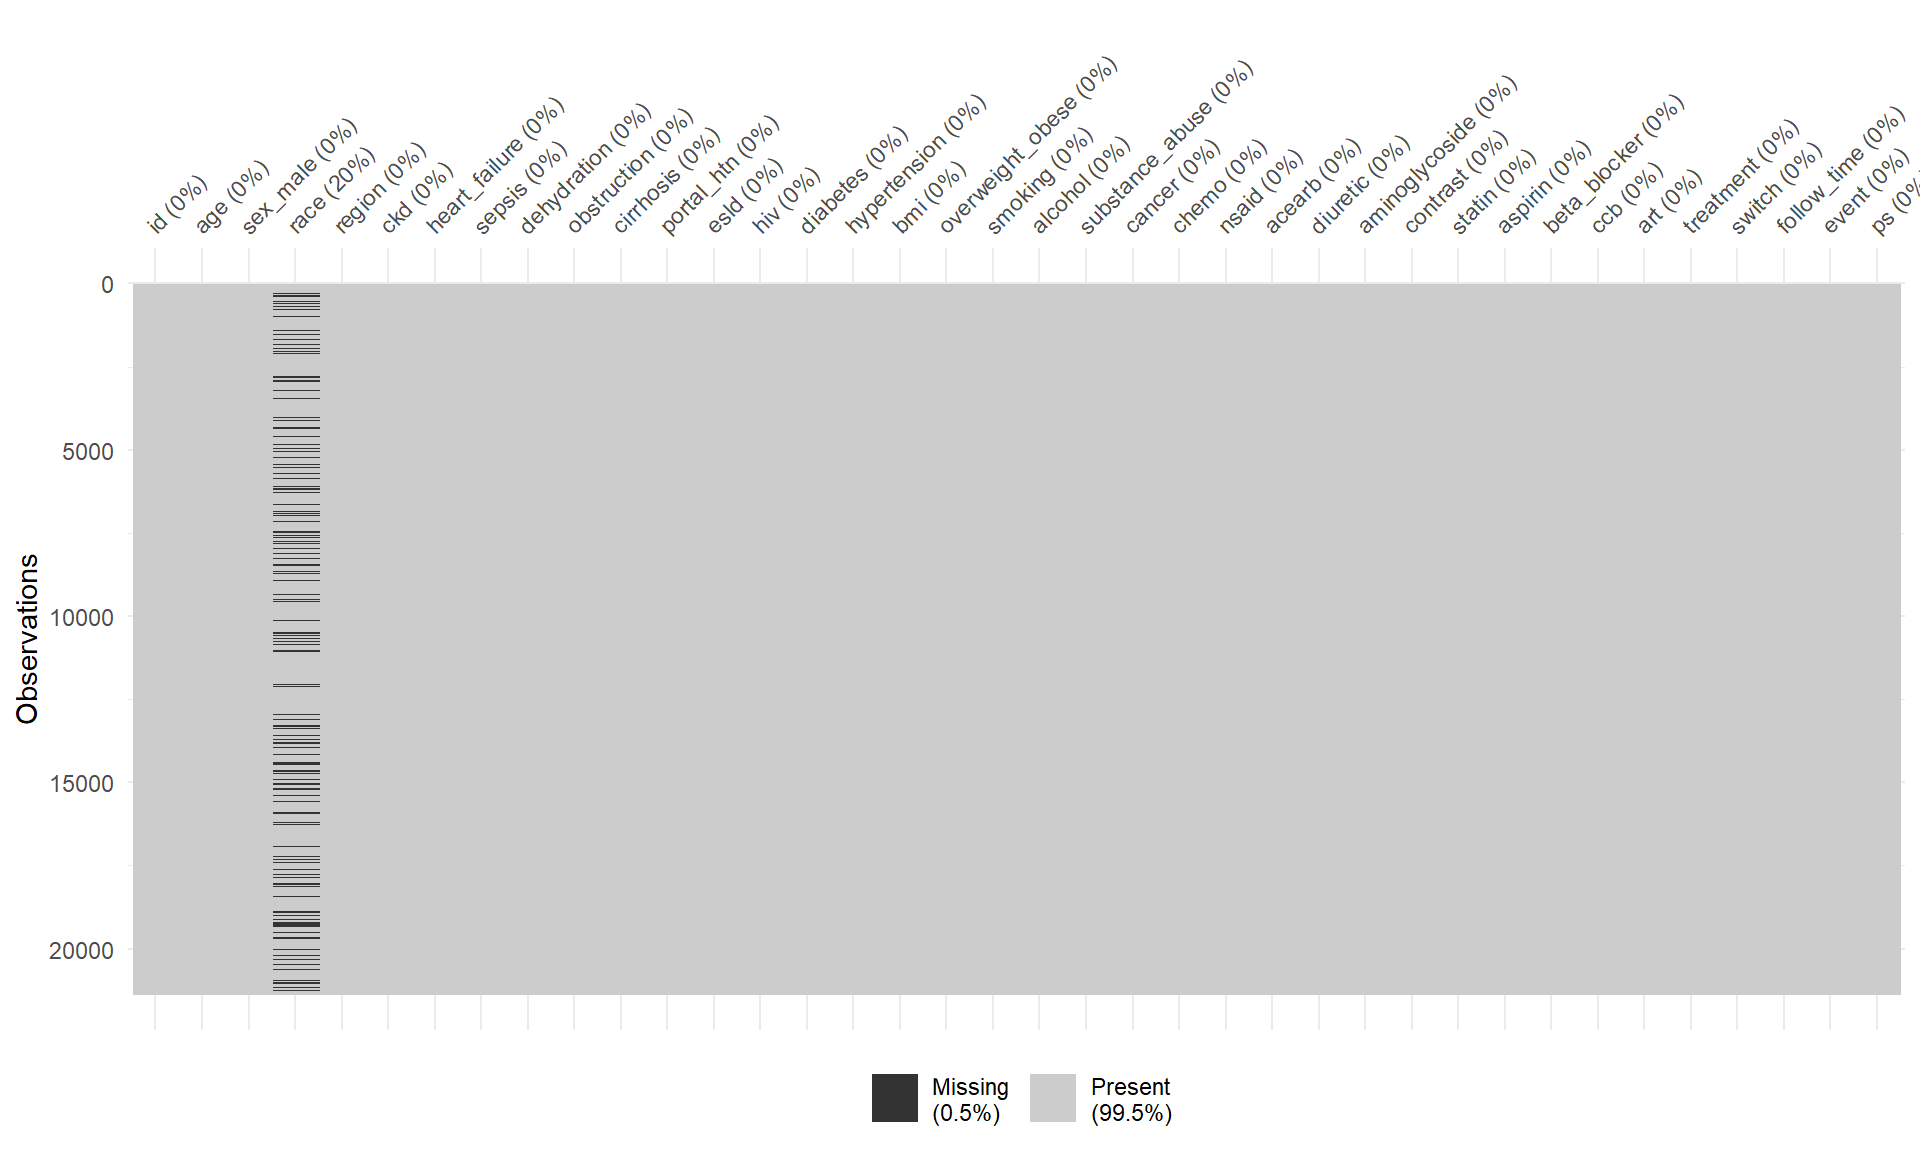 id (0%)
age (0%)
sex_male (0%)
race (20%)
region (0%)
ckd (0%)
heart_failure (0%)
sepsis (0%)
dehydration (0%)
obstruction (0%)
cirrhosis (0%)
portal_htn (0%)
esld (0%)
hiv (0%)
diabetes (0%)
hypertension (0%)
bmi (0%)
overweight_obese (0%)
smoking (0%)
alcohol (0%)
substance_abuse (0%)
cancer (0%)
chemo (0%)
nsaid (0%)
acearb (0%)
diuretic (0%)
aminoglycoside (0%)
contrast (0%)
statin (0%)
aspirin (0%)
beta_blocker (0%)
ccb (0%)
art (0%)
treatment (0%)
switch (0%)
follow_time (0%)
event (0%)
ps (0%
0
5000
10000
15000
20000
Observations
Missing
(0.5%)
Present
(99.5%)